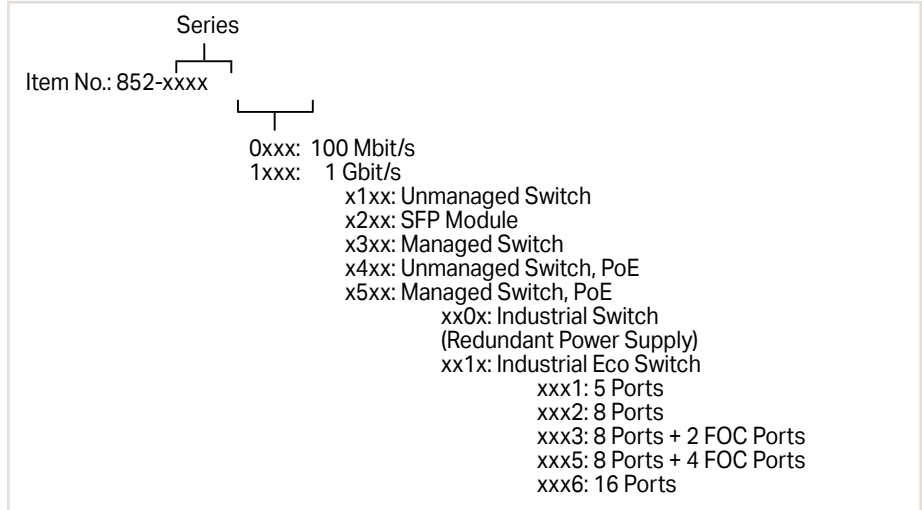 Series
Item No.: 852-xxxx
0xxx: 100 Mbit/s
1xxx: 1 Gbit/s
x1xx: Unmanaged Switch
x2xx: SFP Module
x3xx: Managed Switch
x4xx: Unmanaged Switch, PoE
x5xx: Managed Switch, PoE
xx0x: Industrial Switch
(Redundant Power Supply)
xx1x: Industrial Eco Switch
xxx1: 5 Ports
xxx2: 8 Ports
xxx3: 8 Ports + 2 FOC Ports
xxx5: 8 Ports + 4 FOC Ports
xxx6: 16 Ports